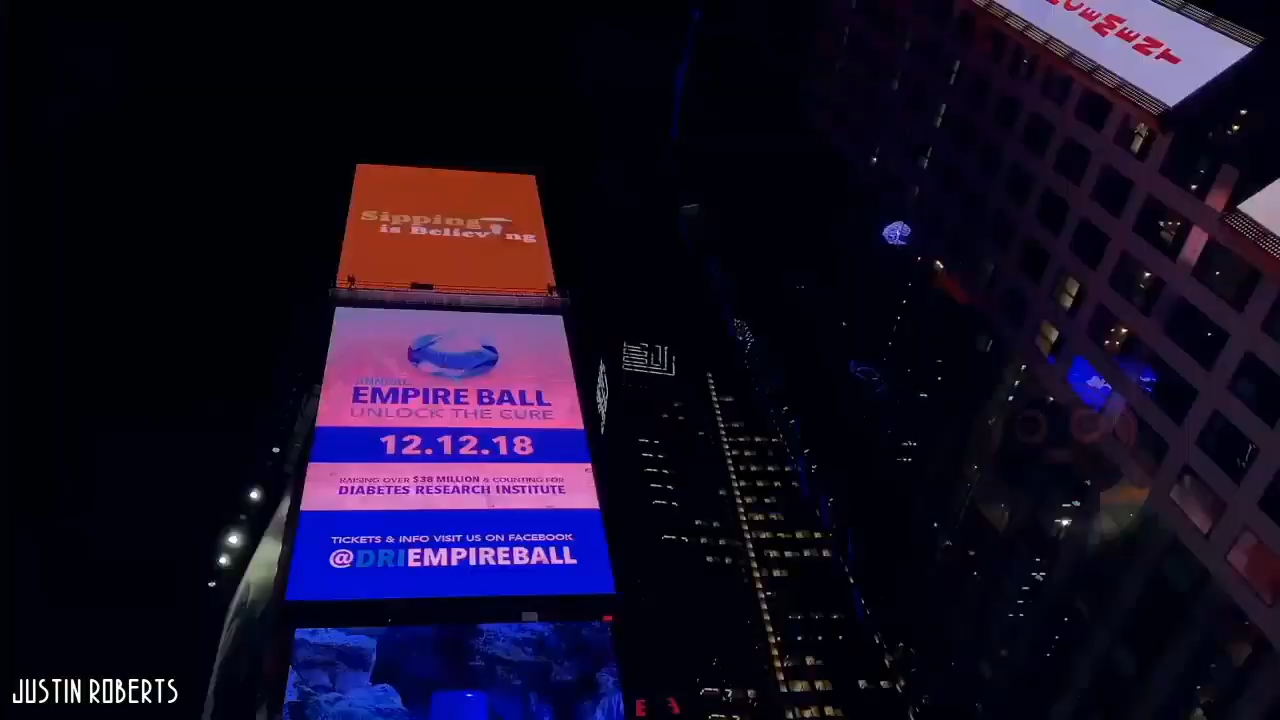 Sipping
is Believing
ANNUAL
EMPIRE BALL
UNLOCK THE CURE
12.12.18
RAISING OVER $38 MILLION & COUNTING FOR
DIABETES RESEARCH INSTITUTE
TICKETS & INFO VISIT US ON FACEBOOK
@DRIEMPIREBALL
JUSTIN ROBERTS